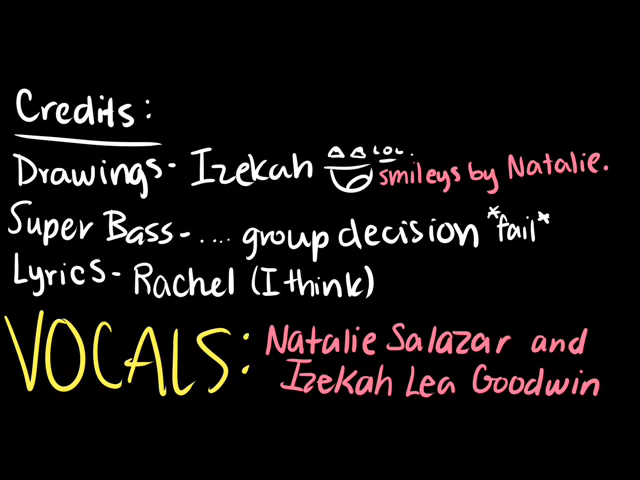 Credits:
Drawings- Izekah LOL. smileys by Natalie.
Super Bass- .... group decision *fail*
Lyrics- Rachel (I think)
VOCALS: Natalie Salazar and
Izekah Lea Goodwin